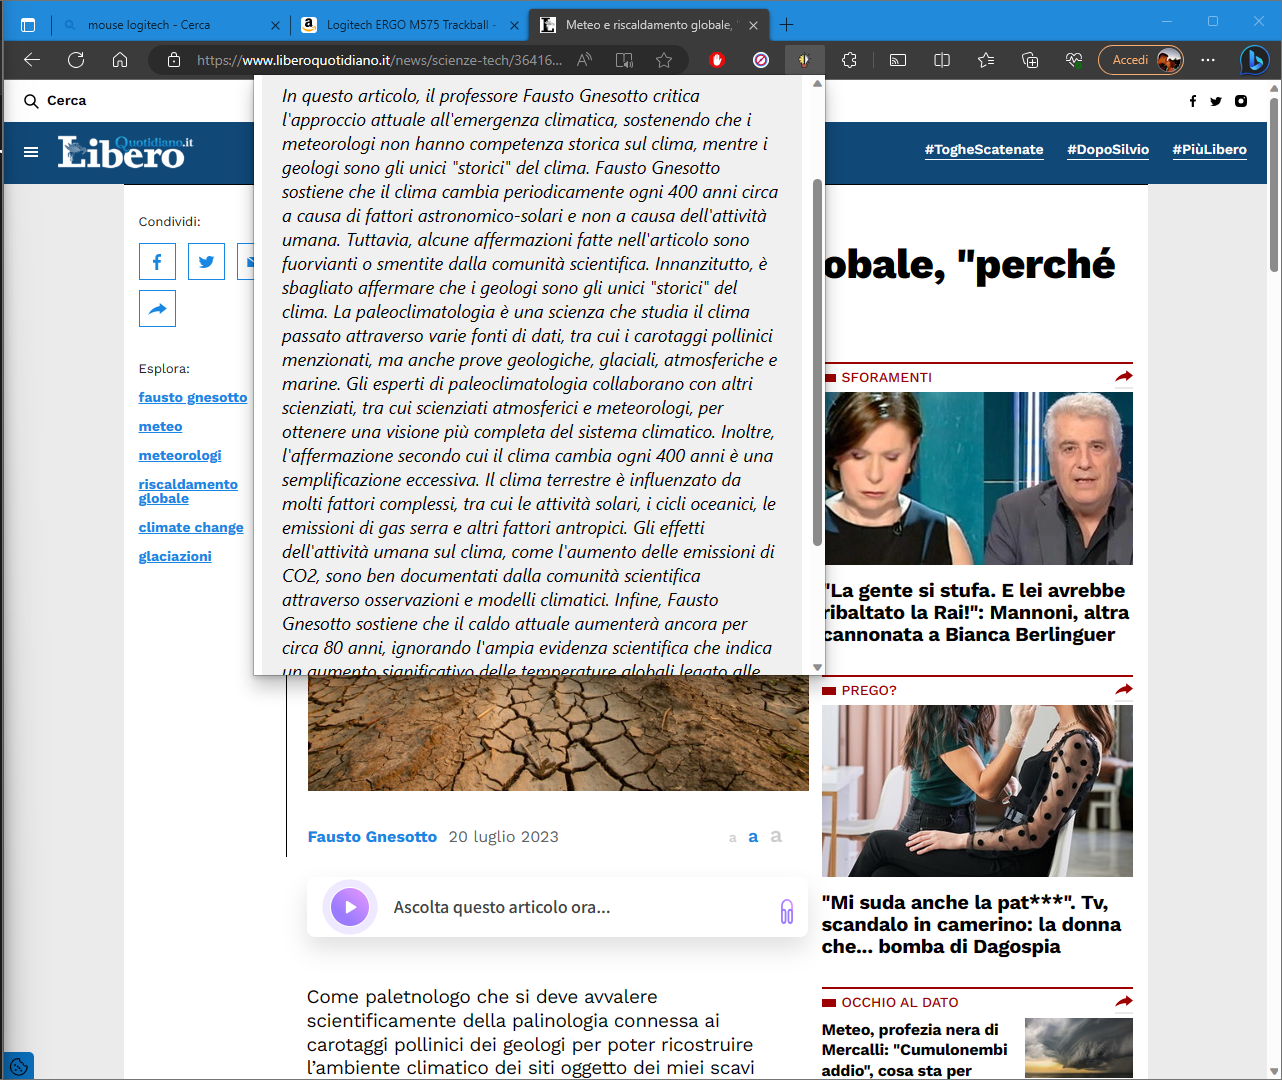 mouse logitech - Cerca
Logitech ERGO M575 Trackball -
Meteo e riscaldamento globale, "
https://www.liberoquotidiano.it/news/scienze-tech/36416...
Accedi
Cerca
Libero
Quotidiano.it
#TogheScatenate
#DopoSilvio
#PiùLibero
Condividi:
Esplora:
fausto gnesotto
meteo
meteorologi
riscaldamento
globale
climate change
glaciazioni
In questo articolo, il professore Fausto Gnesotto critica
l'approccio attuale all'emergenza climatica, sostenendo che i
meteorologi non hanno competenza storica sul clima, mentre i
geologi sono gli unici "storici" del clima. Fausto Gnesotto
sostiene che il clima cambia periodicamente ogni 400 anni circa
a causa di fattori astronomico-solari e non a causa dell'attività
umana. Tuttavia, alcune affermazioni fatte nell'articolo sono
fuorvianti o smentite dalla comunità scientifica. Innanzitutto, è
sbagliato affermare che i geologi sono gli unici "storici" del
clima. La paleoclimatologia è una scienza che studia il clima
passato attraverso varie fonti di dati, tra cui i carotaggi pollinici
menzionati, ma anche prove geologiche, glaciali, atmosferiche e
marine. Gli esperti di paleoclimatologia collaborano con altri
scienziati, tra cui scienziati atmosferici e meteorologi, per
ottenere una visione più completa del sistema climatico. Inoltre,
l'affermazione secondo cui il clima cambia ogni 400 anni è una
semplificazione eccessiva. Il clima terrestre è influenzato da
molti fattori complessi, tra cui le attività solari, i cicli oceanici, le
emissioni di gas serra e altri fattori antropici. Gli effetti
dell'attività umana sul clima, come l'aumento delle emissioni di
CO2, sono ben documentati dalla comunità scientifica
attraverso osservazioni e modelli climatici. Infine, Fausto
Gnesotto sostiene che il caldo attuale aumenterà ancora per
circa 80 anni, ignorando l'ampia evidenza scientifica che indica
un aumento significativo delle temperature globali legato alle
obale, "perché
Fausto Gnesotto 20 luglio 2023
a a a
Ascolta questo articolo ora...
Come paletnologo che si deve avvalere
scientificamente della palinologia connessa ai
carotaggi pollinici dei geologi per poter ricostruire
l'ambiente climatico dei siti oggetto dei miei scavi
SFORAMENTI
"La gente si stufa. E lei avrebbe
ribaltato la Rai!": Mannoni, altra
cannonata a Bianca Berlinguer
PREGO?
"Mi suda anche la pat***". Tv,
scandalo in camerino: la donna
che... bomba di Dagospia
OCCHIO AL DATO
Meteo, profezia nera di
Mercalli: "Cumulonembi
addio", cosa sta per